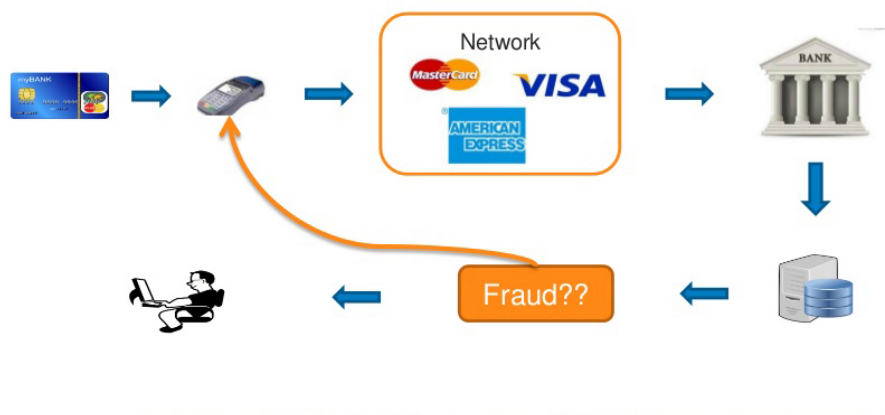 Network
myBANK
MasterCard
VISA
BANK
AMERICAN
EXPRESS
Fraud??